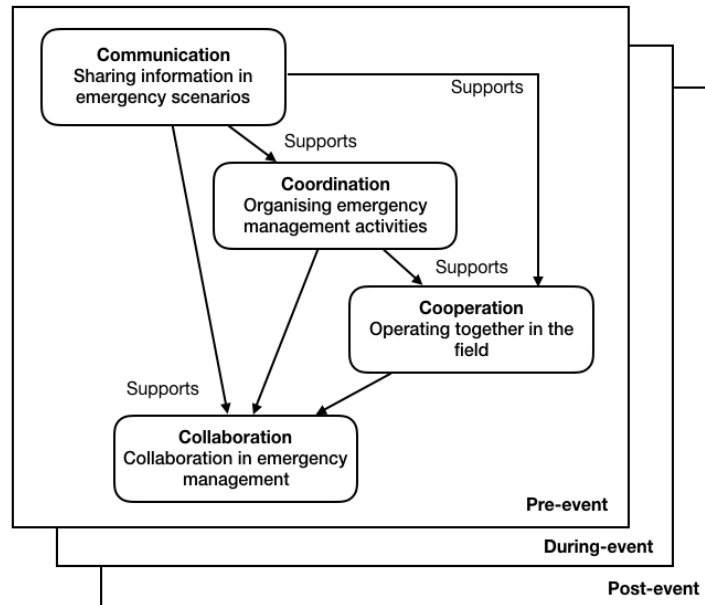 Communication
Sharing information in
emergency scenarios
Supports
Supports
Coordination
Organising emergency
management activities
Supports
Cooperation
Operating together in the
field
Supports
Collaboration
Collaboration in emergency
management
Pre-event
During-event
Post-event